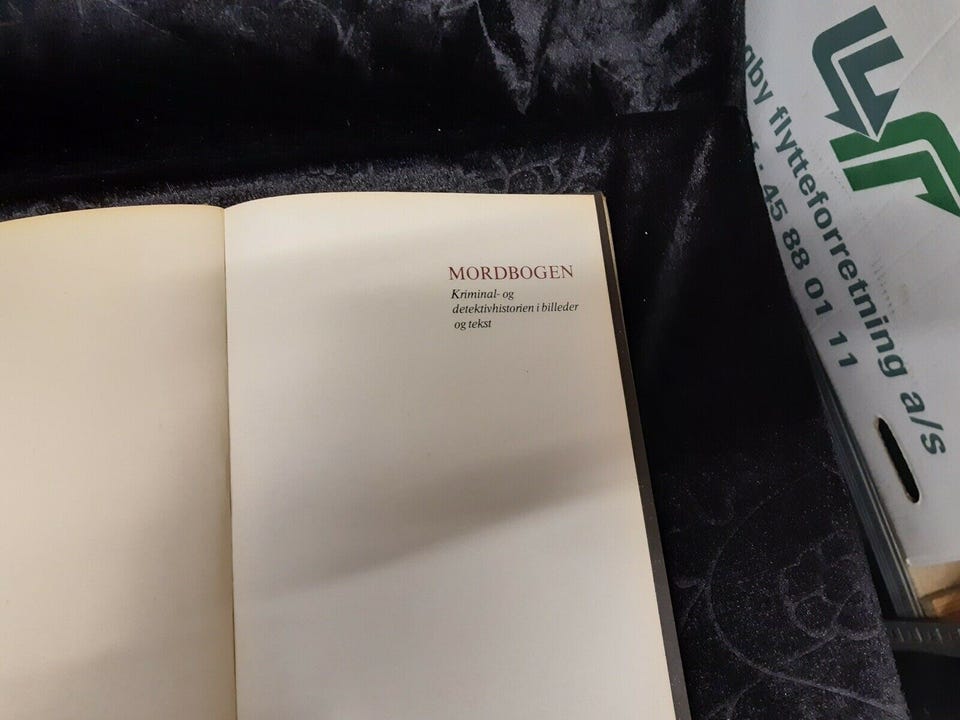 MORDBOGEN
Kriminal- og
detektivhistorien i billeder
og tekst
flytteforretning a/s
45 88 01 11